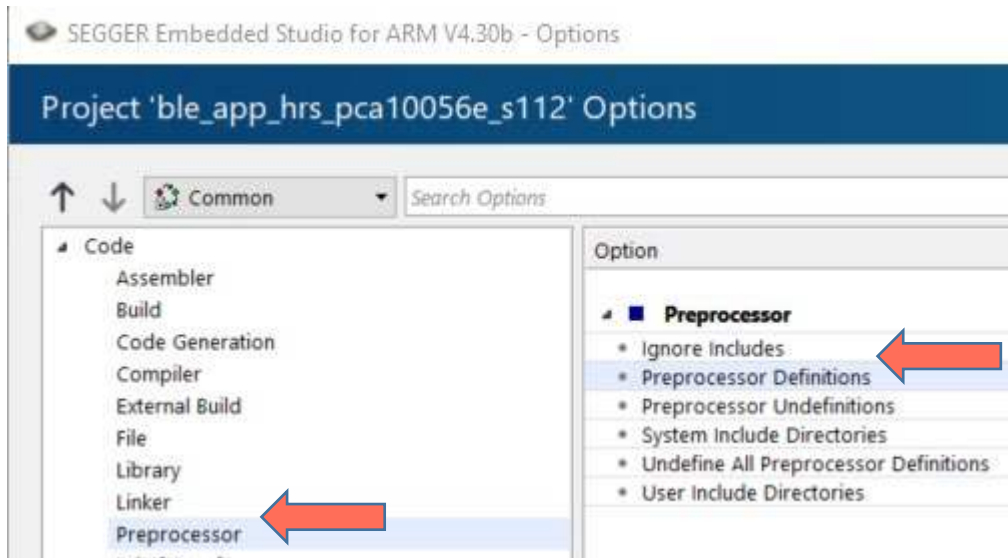 SEGGER Embedded Studio for ARM V4.30b - Options
Project 'ble_app_hrs_pca10056e_s112' Options
Common
Search Options
Code
Assembler
Build
Code Generation
Compiler
External Build
File
Library
Linker
Preprocessor
Option
Preprocessor
Ignore Includes
Preprocessor Definitions
Preprocessor Undefinitions
System Include Directories
Undefine All Preprocessor Definitions
User Include Directories